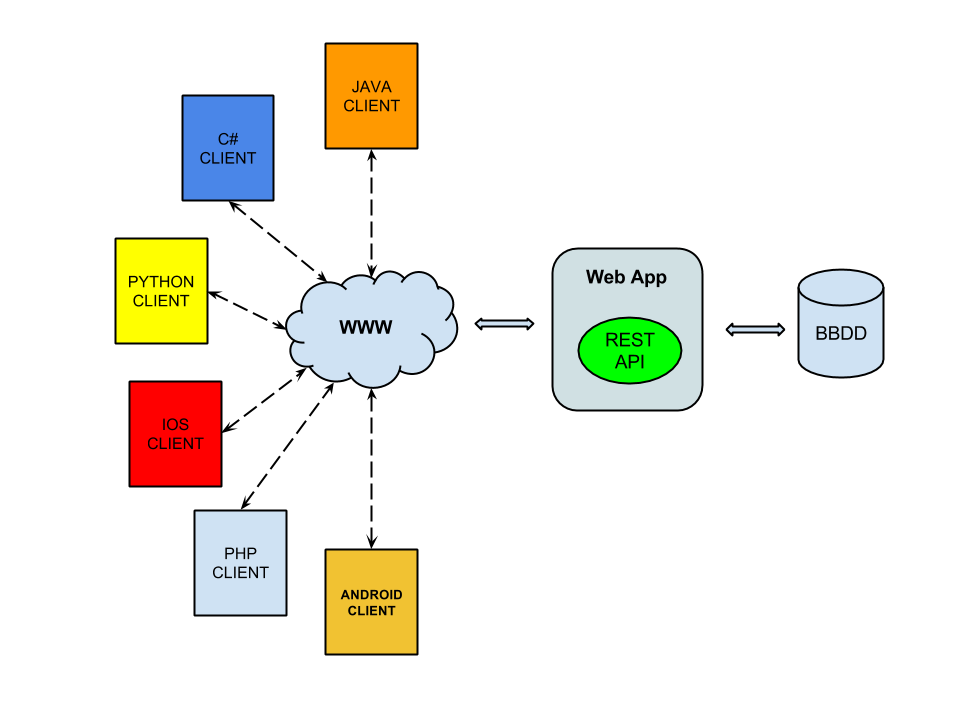 JAVA
CLIENT
C#
CLIENT
PYTHON
CLIENT
WWW
Web App
REST
API
BBDD
IOS
CLIENT
PHP
CLIENT
ANDROID
CLIENT